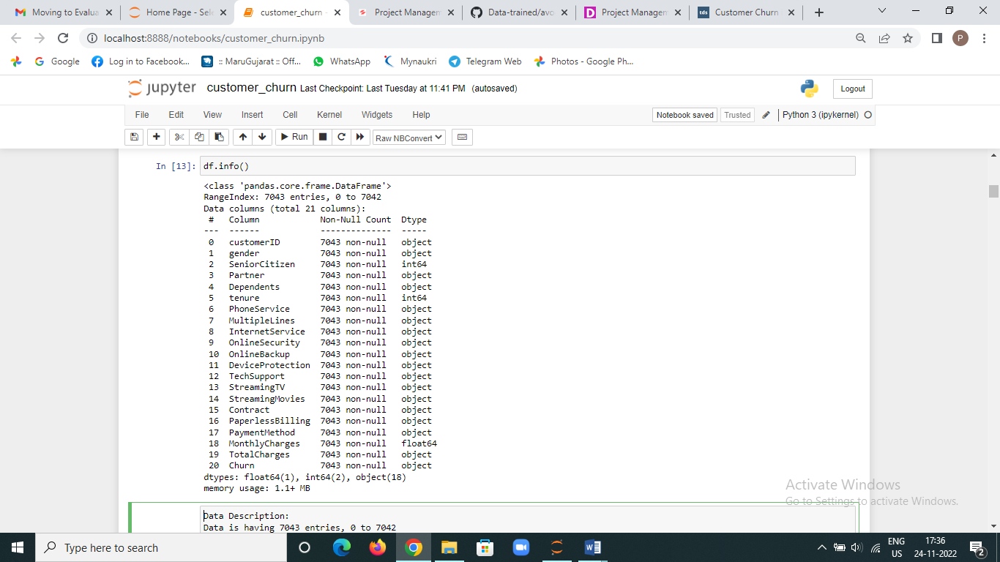 Moving to Evalua
Home Page - Sele
customer_churn -
Project Managem
Data-trained/avo
Project Managem
tds Customer Churn
localhost:8888/notebooks/customer_churn.ipynb
P
Google
Log in to Facebook...
:: MaruGujarat :: Off...
WhatsApp
Mynaukri
Telegram Web
Photos - Google Ph...
jupyter customer_churn Last Checkpoint: Last Tuesday at 11:41 PM (autosaved)
Logout
File Edit View Insert Cell Kernel Widgets Help
Notebook saved Trusted Python 3 (ipykernel)
Run Raw NBConvert
In [13]: df.info()
<class 'pandas.core.frame.DataFrame'>
RangeIndex: 7043 entries, 0 to 7042
Data columns (total 21 columns):
# Column Non-Null Count Dtype
--- ------ -------------- -----
0 customerID 7043 non-null object
1 gender 7043 non-null object
2 SeniorCitizen 7043 non-null int64
3 Partner 7043 non-null object
4 Dependents 7043 non-null object
5 tenure 7043 non-null int64
6 PhoneService 7043 non-null object
7 MultipleLines 7043 non-null object
8 InternetService 7043 non-null object
9 OnlineSecurity 7043 non-null object
10 OnlineBackup 7043 non-null object
11 DeviceProtection 7043 non-null object
12 TechSupport 7043 non-null object
13 StreamingTV 7043 non-null object
14 StreamingMovies 7043 non-null object
15 Contract 7043 non-null object
16 PaperlessBilling 7043 non-null object
17 PaymentMethod 7043 non-null object
18 MonthlyCharges 7043 non-null float64
19 TotalCharges 7043 non-null object
20 Churn 7043 non-null object
dtypes: float64(1), int64(2), object(18)
memory usage: 1.1+ MB
Activate Windows
Go to Settings to activate Windows.
Data Description:
Data is having 7043 entries, 0 to 7042
Type here to search
ENG
US
17:36
24-11-2022
2